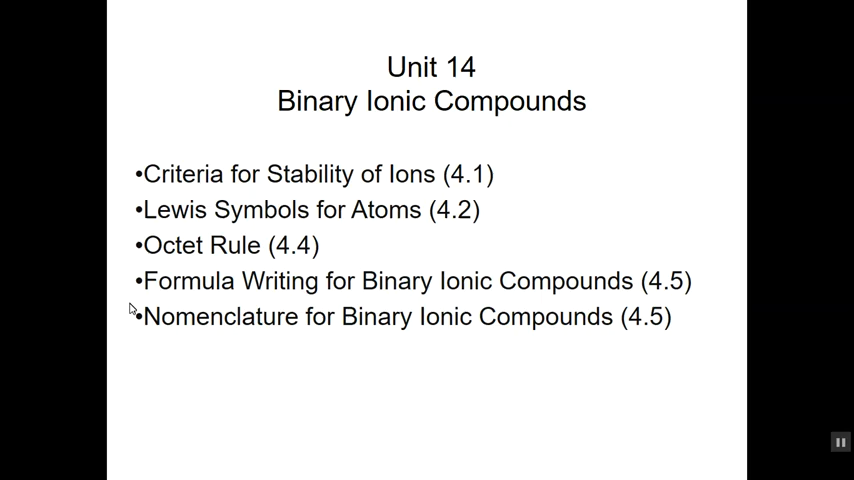 Unit 14
Binary Ionic Compounds
•Criteria for Stability of Ions (4.1)
•Lewis Symbols for Atoms (4.2)
•Octet Rule (4.4)
•Formula Writing for Binary Ionic Compounds (4.5)
•Nomenclature for Binary Ionic Compounds (4.5)